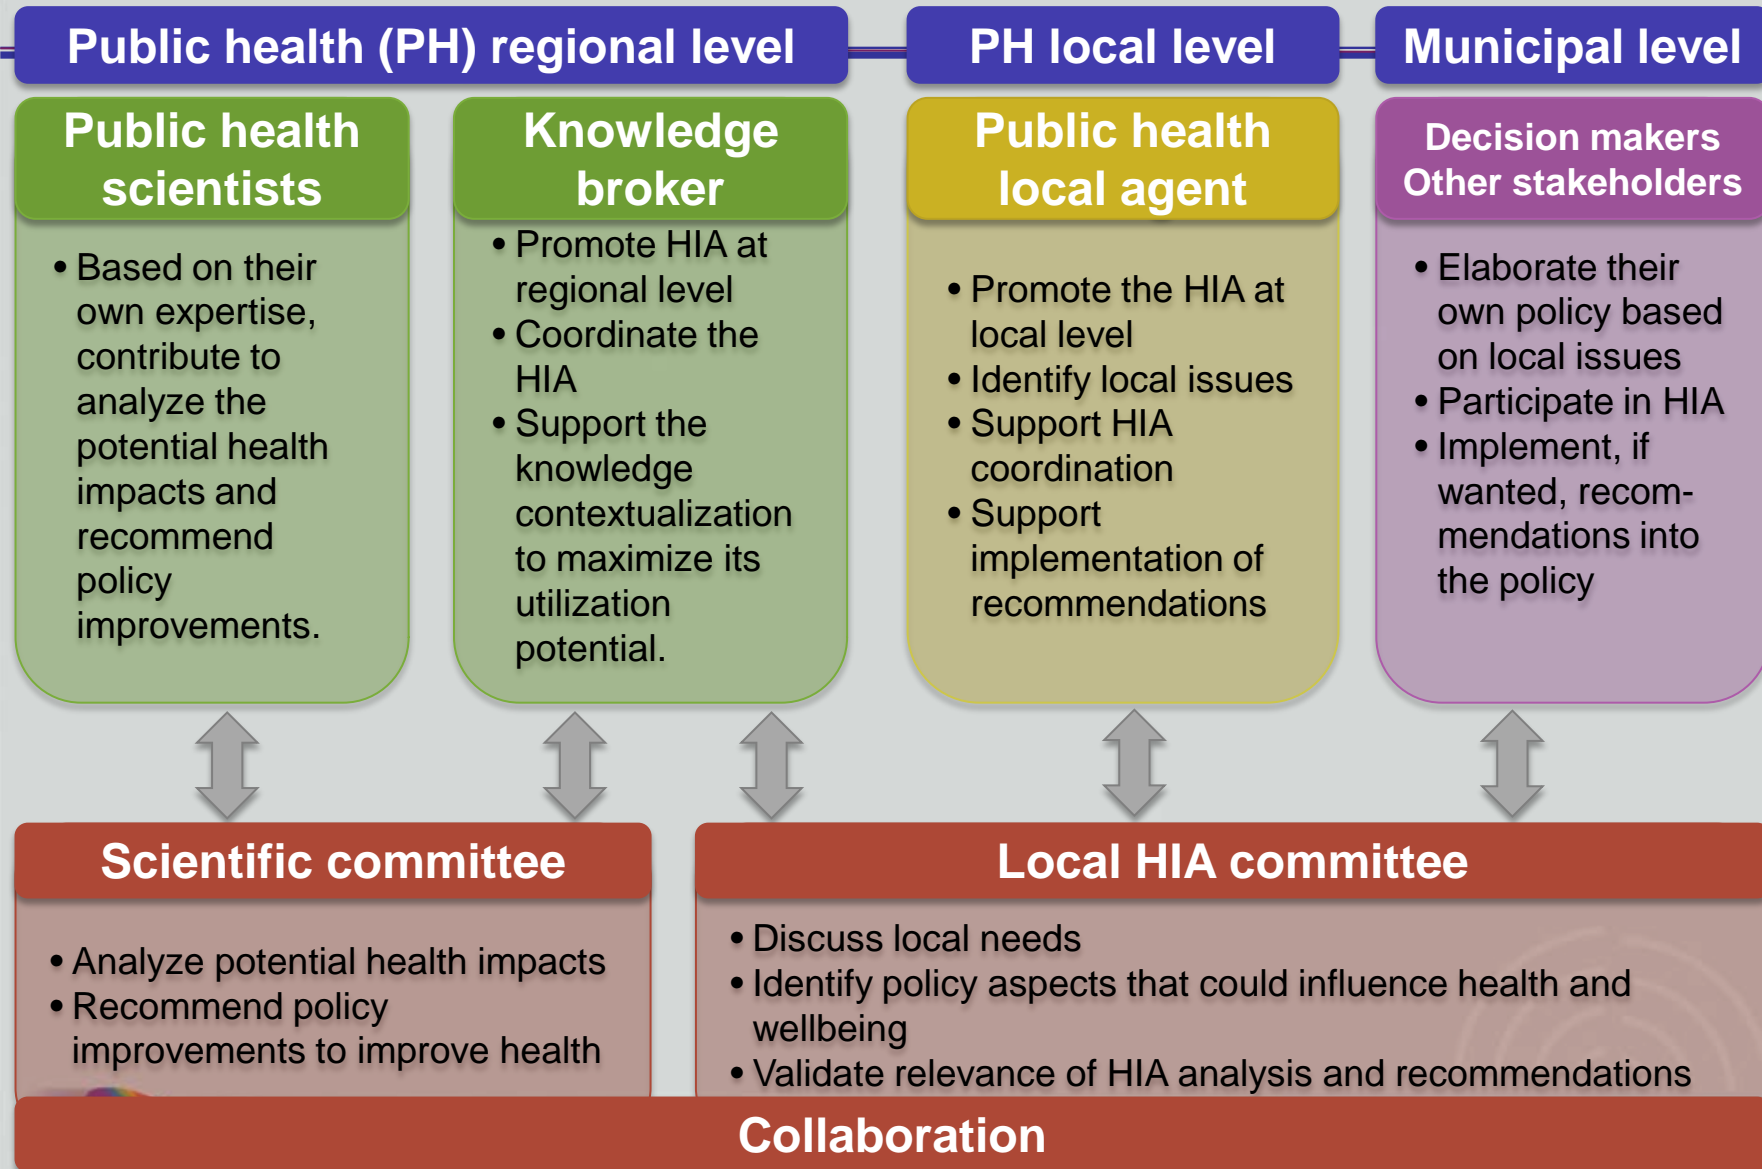 Public health (PH) regional level
PH local level
Municipal level
Public health
scientists
• Based on their
own expertise,
contribute to
analyze the
potential health
impacts and
recommend
policy
improvements.
Knowledge
broker
• Promote HIA at
regional level
• Coordinate the
HIA
• Support the
knowledge
contextualization
to maximize its
utilization
potential.
Public health
local agent
• Promote the HIA at
local level
• Identify local issues
• Support HIA
coordination
• Support
implementation of
recommendations
Decision makers
Other stakeholders
• Elaborate their
own policy based
on local issues
• Participate in HIA
• Implement, if
wanted, recom-
mendations into
the policy
Scientific committee
• Analyze potential health impacts
• Recommend policy
improvements to improve health
Local HIA committee
• Discuss local needs
• Identify policy aspects that could influence health and
wellbeing
• Validate relevance of HIA analysis and recommendations
Collaboration